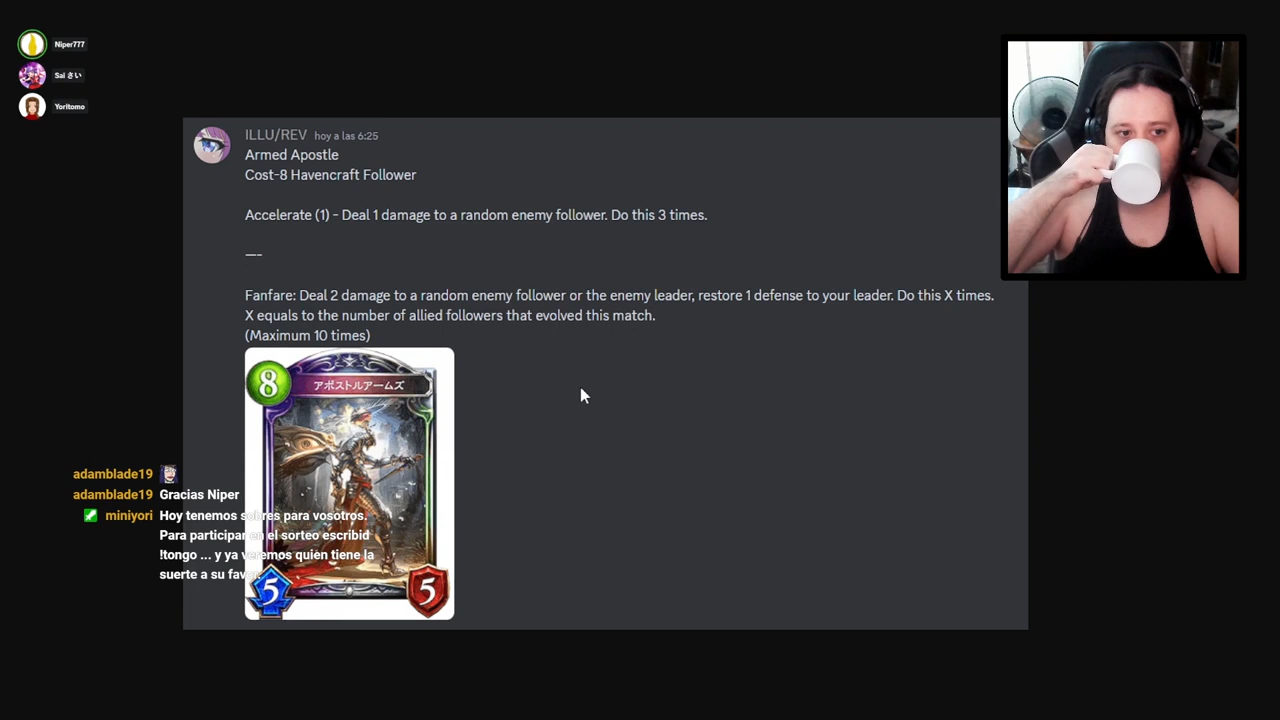 Niper777
Sai さい
Yoritomo
ILLU/REV hoy a las 6:25
Armed Apostle
Cost-8 Havencraft Follower
Accelerate (1) - Deal 1 damage to a random enemy follower. Do this 3 times.
—-
Fanfare: Deal 2 damage to a random enemy follower or the enemy leader, restore 1 defense to your leader. Do this X times.
X equals to the number of allied followers that evolved this match.
(Maximum 10 times)
8
アポストルアームズ
5
5
adamblade19
adamblade19 Gracias Niper
miniyori Hoy tenemos sobres para vosotros.
Para participar en el sorteo escribid
!tongo ... y ya veremos quien tiene la
suerte a su favor.